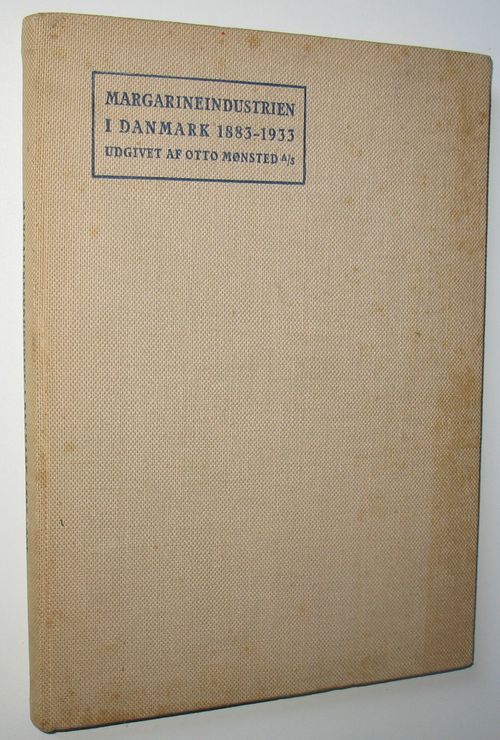 MARGARINEINDUSTRIEN
I DANMARK 1883-1933
UDGIVET AF OTTO MØNSTED A/S